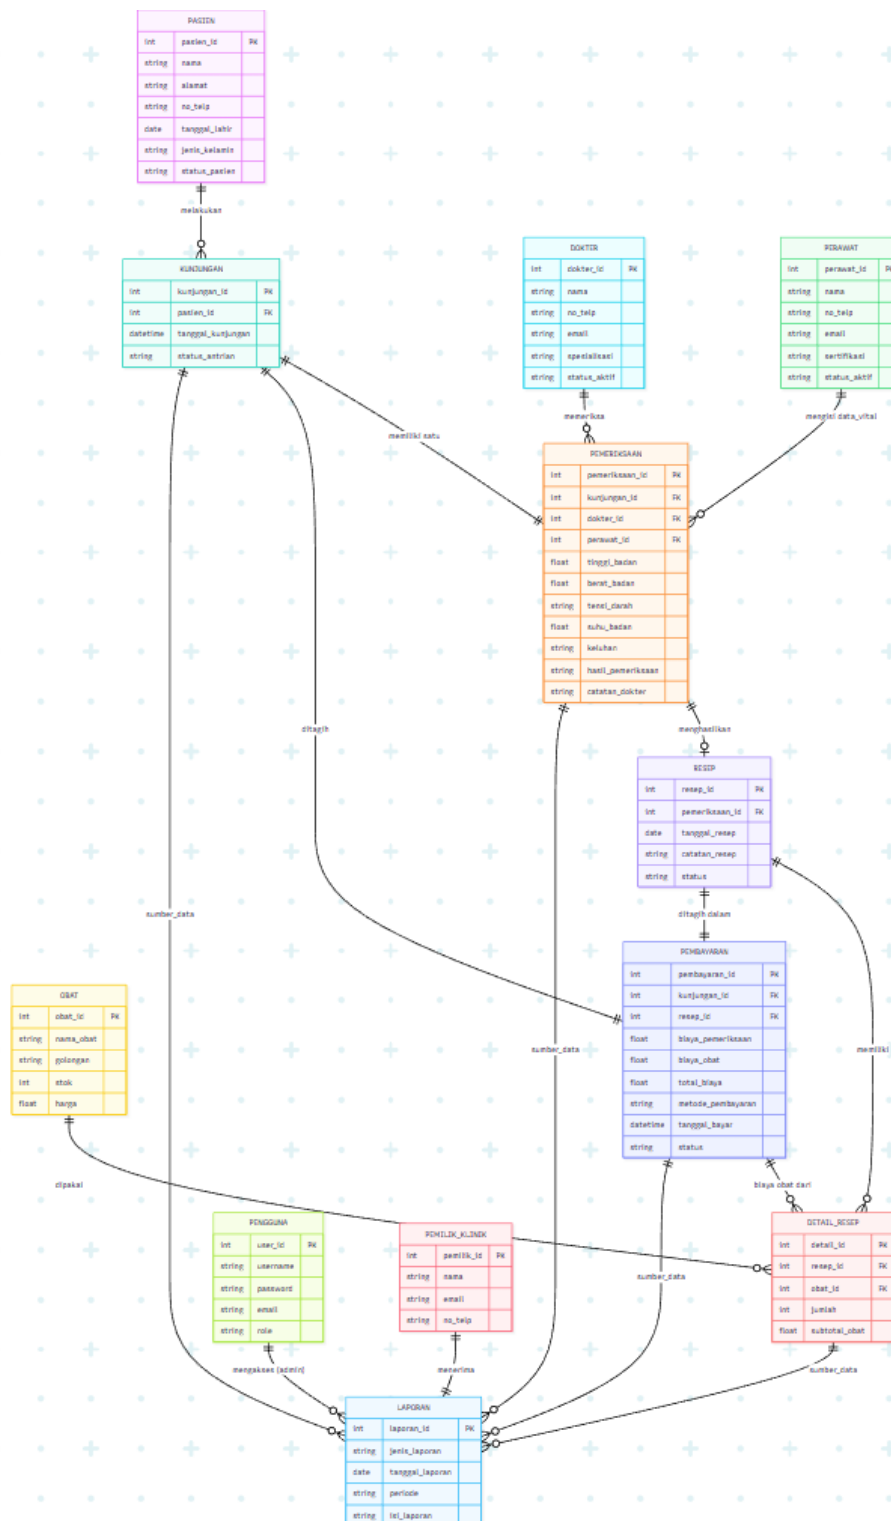 PASIEN
int pasien_id PK
string nama
string alamat
string no_telp
date tanggal_lahir
string jenis_kelamin
string status_pasien
melakukan
KUNJUNGAN
int kunjungan_id PK
int pasien_id FK
datetime tanggal_kunjungan
string status_antrian
DOKTER
int dokter_id PK
string nama
string no_telp
string email
string spesialisasi
string status_aktif
PERAWAT
int perawat_id PK
string nama
string no_telp
string email
string sertifikasi
string status_aktif
memeriksa
mengisi data_vital
memiliki satu
PEMERIKSAAN
int pemeriksaan_id PK
int kunjungan_id FK
int dokter_id FK
int perawat_id FK
float tinggi_badan
float berat_badan
string tensi_darah
float suhu_badan
string keluhan
string hasil_pemeriksaan
string catatan_dokter
ditagih
menghasilkan
RESEP
int resep_id PK
int pemeriksaan_id FK
date tanggal_resep
string catatan_resep
string status
sumber_data
ditagih dalam
PEMBAYARAN
int pembayaran_id PK
int kunjungan_id FK
int resep_id FK
float biaya_pemeriksaan
float biaya_obat
float total_biaya
string metode_pembayaran
datetime tanggal_bayar
string status
OBAT
int obat_id PK
string nama_obat
string golongan
int stok
float harga
sumber_data
memiliki
dipakai
biaya obat dari
PENGGUNA
int user_id PK
string username
string password
string email
string role
PEMILIK_KLINIK
int pemilik_id PK
string nama
string email
string no_telp
DETAIL_RESEP
int detail_id PK
int resep_id FK
int obat_id FK
int jumlah
float subtotal_obat
sumber_data
mengakses (admin)
menerima
sumber_data
LAPORAN
int laporan_id PK
string jenis_laporan
date tanggal_laporan
string periode
string isi_laporan